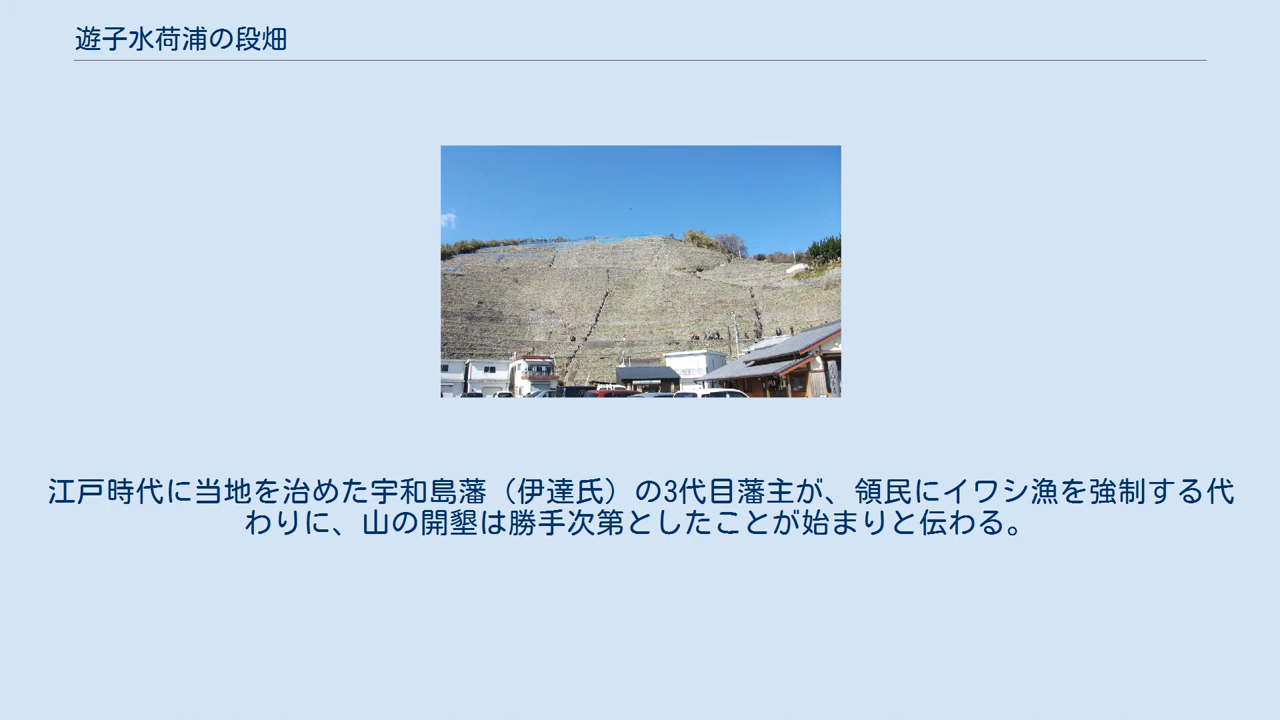 遊子水荷浦の段畑
江戸時代に当地を治めた宇和島藩（伊達氏）の3代目藩主が、領民にイワシ漁を強制する代
わりに、山の開墾は勝手次第としたことが始まりと伝わる。